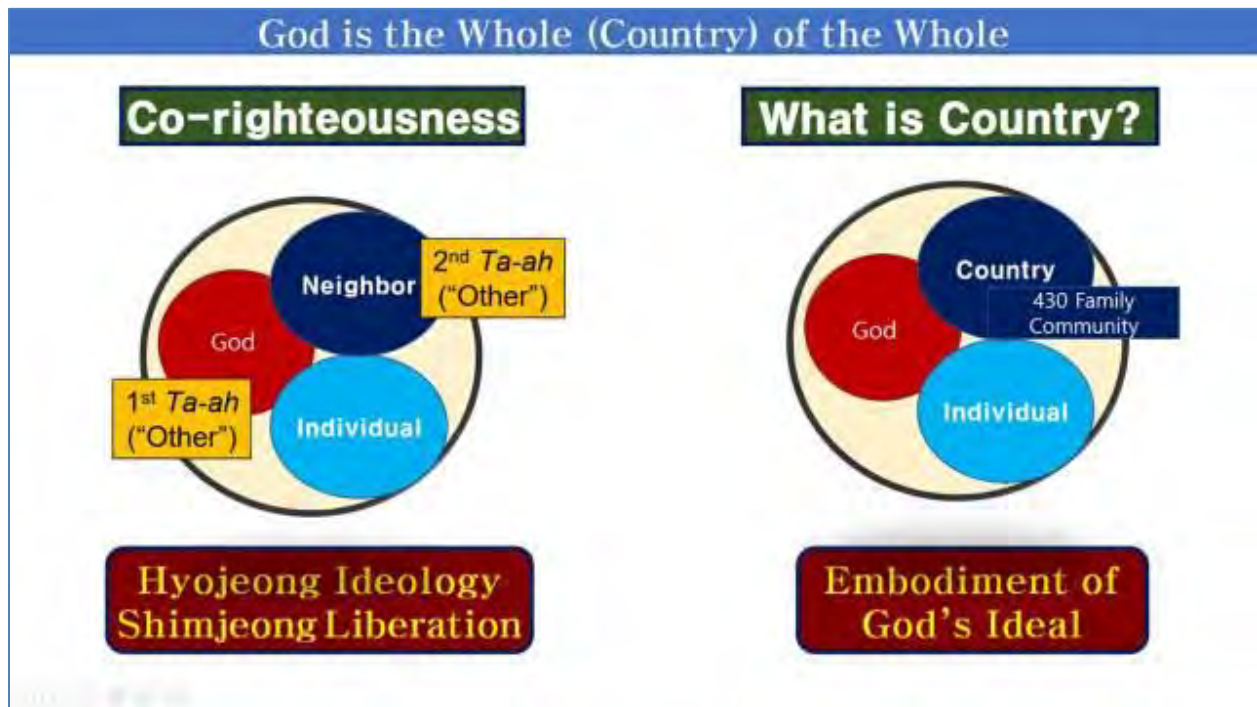 God is the Whole (Country) of the Whole
Co-righteousness
Neighbor
2nd Ta-ah
("Other")
God
1st Ta-ah
("Other")
Individual
Hyojeong Ideology
Shimjeong Liberation
What is Country?
Country
430 Family
Community
God
Individual
Embodiment of
God's Ideal